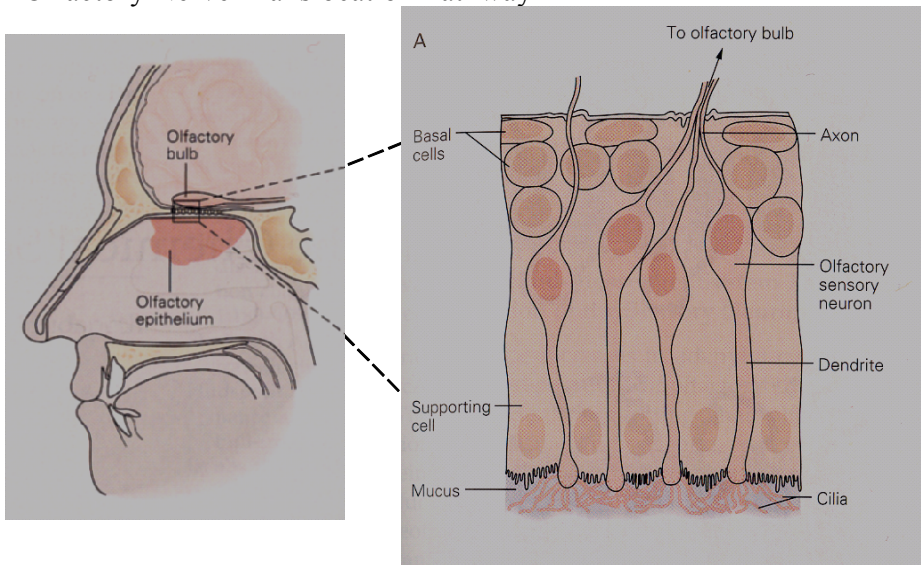 Olfactory
bulb
Olfactory
epithelium
A
To olfactory bulb
Basal
cells
Axon
Olfactory
sensory
neuron
Dendrite
Supporting
cell
Mucus
Cilia